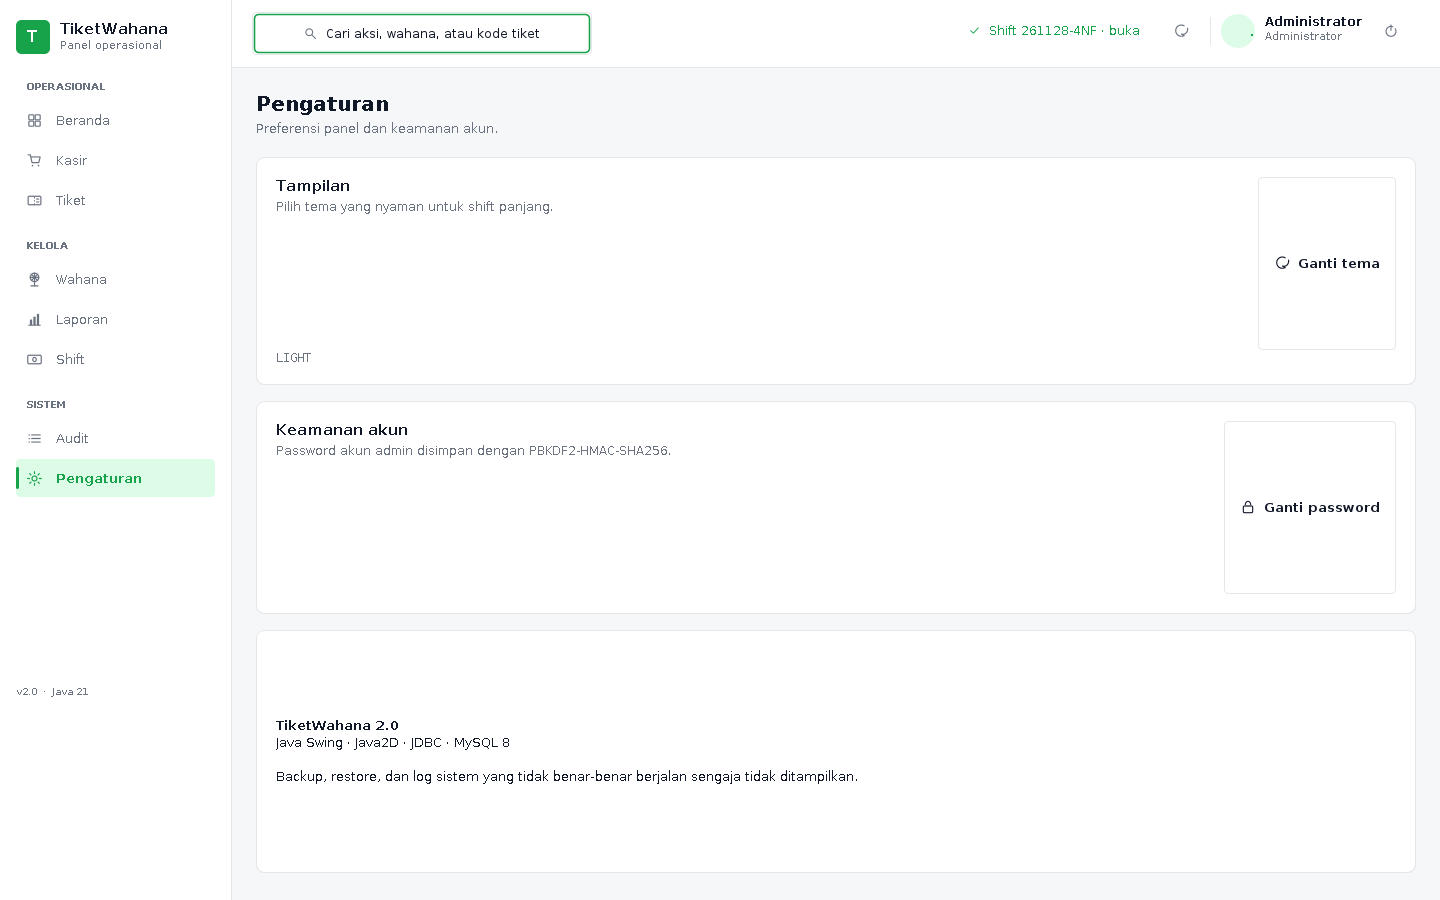 T
TiketWahana
Panel operasional
OPERASIONAL
Beranda
Kasir
Tiket
KELOLA
Wahana
Laporan
Shift
SISTEM
Audit
Pengaturan
v2.0 · Java 21
Cari aksi, wahana, atau kode tiket
Shift 261128-4NF · buka
Administrator
Administrator
Pengaturan
Preferensi panel dan keamanan akun.
Tampilan
Pilih tema yang nyaman untuk shift panjang.
Ganti tema
LIGHT
Keamanan akun
Password akun admin disimpan dengan PBKDF2-HMAC-SHA256.
Ganti password
TiketWahana 2.0
Java Swing · Java2D · JDBC · MySQL 8
Backup, restore, dan log sistem yang tidak benar-benar berjalan sengaja tidak ditampilkan.